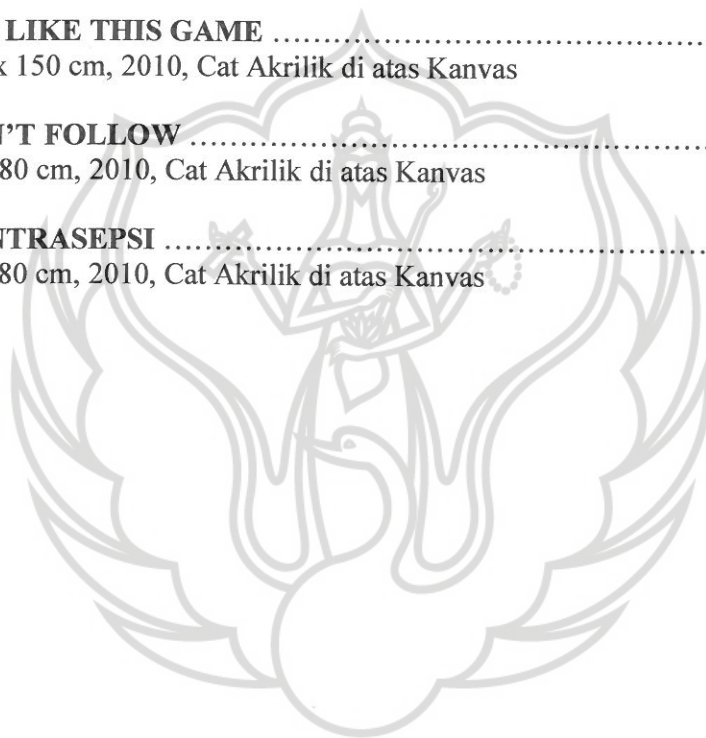 LIKE THIS GAME ........................................................
x 150 cm, 2010, Cat Akrilik di atas Kanvas
N'T FOLLOW ....................................................................
80 cm, 2010, Cat Akrilik di atas Kanvas
NTRASEPSI .......................................................................
80 cm, 2010, Cat Akrilik di atas Kanvas